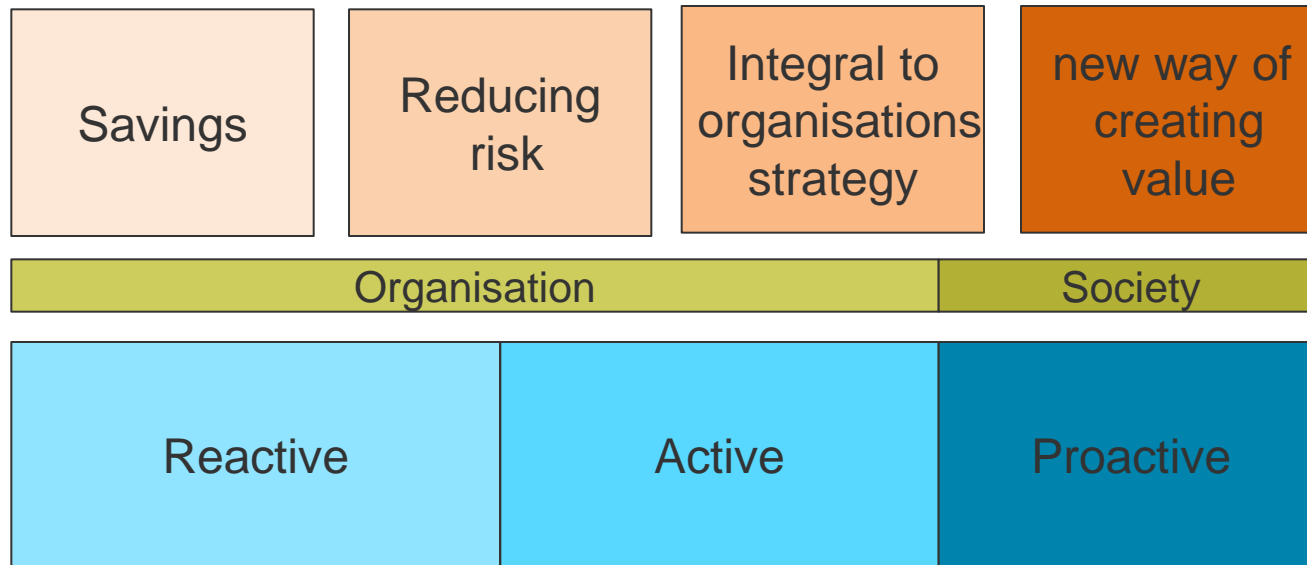 Savings
Reducing
risk
Integral to
organisations
strategy
new way of
creating
value
Organisation
Society
Reactive
Active
Proactive